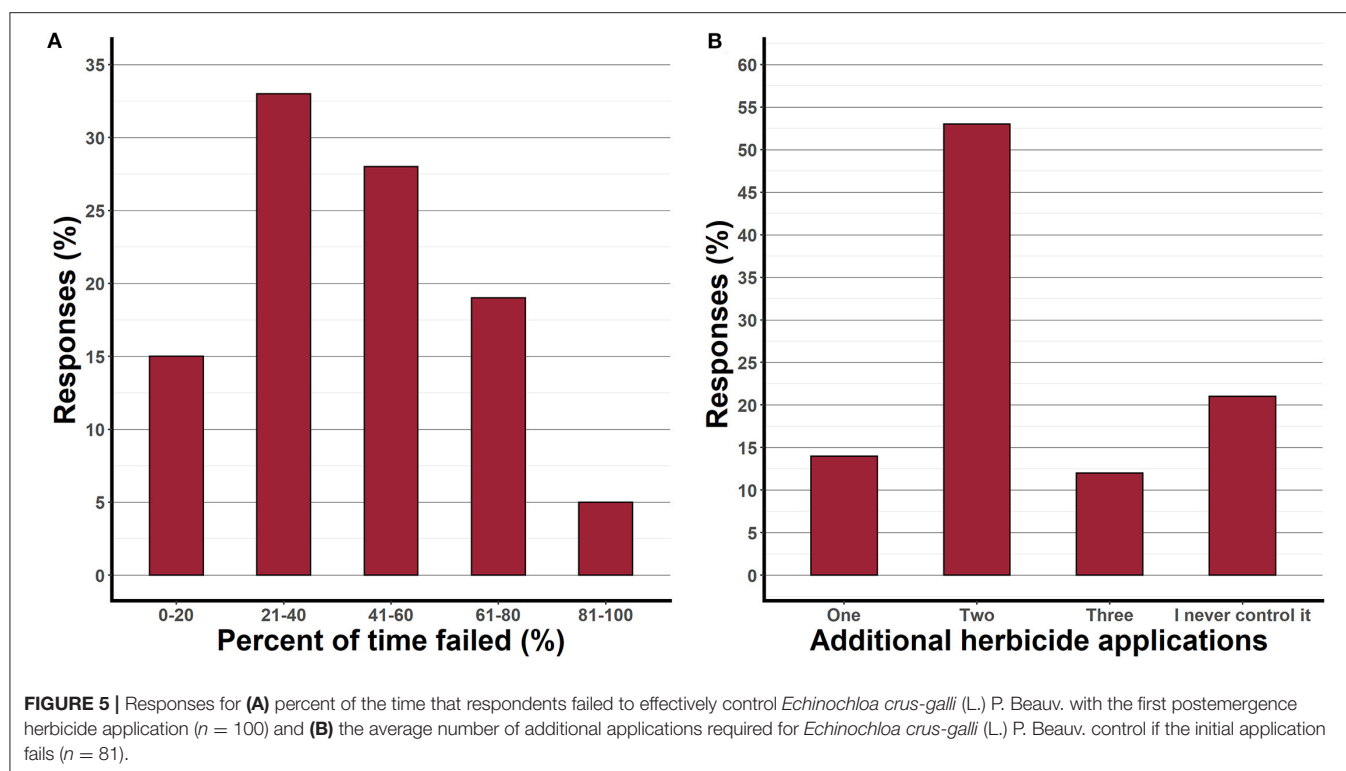 A
35
30
25
20
15
10
5
0
Responses (%)
0-20 21-40 41-60 61-80 81-100
Percent of time failed (%)
B
60
55
50
45
40
35
30
25
20
15
10
5
0
Responses (%)
One Two Three I never control it
Additional herbicide applications
FIGURE 5 | Responses for (A) percent of the time that respondents failed to effectively control Echinochloa crus-galli (L.) P. Beauv. with the first postemergence
herbicide application (n = 100) and (B) the average number of additional applications required for Echinochloa crus-galli (L.) P. Beauv. control if the initial application
fails (n = 81).